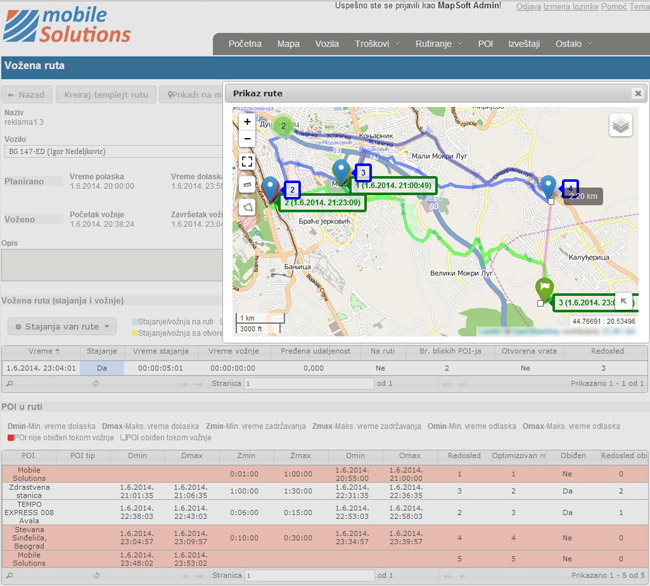 mobile
Solutions
Uspešno ste se prijavili kao MapSoft Admin!
Odjava Izmena lozinke Pomoć Tema
Početna Mapa Vozila Troškovi Rutiranje POI Izveštaji Ostalo
Vožena ruta
← Nazad Kreiraj templejt rutu Prikaži na m
Naziv
reklama1.3
Vozilo
BG 147-ED (Igor Nedeljkovic)
Planirano
Vreme polaska
1.6.2014. 20:00:00
Vreme dolaska
1.6.2014. 23:5
Voženo
Početak vožnje
1.6.2014. 20:38:24
Završetak vožnje
1.6.2014. 23:04
Opis
Prikaz rute
+
−
2
Коњарник
Мали Мокри Луг
3
1 (1.6.2014. 21:00:49)
2
2 (1.6.2014. 21:23:09)
4
20 km
Браће Јерковић
Бањица
Велики Мокри Луг
Калуђерица
3 (1.6.2014. 23:0
1 km
3000 ft
44.76691 : 20.53496
Vožena ruta (stajanja i vožnje)
Stajanja van rute
Stajanje/vožnja na ruti
Stajanje/vožnja sa otvore
Vreme Stajanje Vreme stajanja Vreme vožnje Pređena udaljenost Na ruti Br. bliskih POI-ja Otvorena vrata Redosled
1.6.2014. 23:04:01 Da 00:00:05:01 00:00:00:00 0,000 Ne 2 Ne 3
Stranica 1 od 1 Prikazano 1 - 1 od 1
POI u ruti
Dmin-Min. vreme dolaska Dmax-Maks. vreme dolaska Zmin-Min. vreme zadržavanja Zmax-Maks. vreme zadržavanja Omin-Min. vreme odlaska Omax-Maks. vreme odlaska
POI nije obiđen tokom vožnje POI obiđen tokom vožnje
POI POI tip Dmin Dmax Zmin Zmax Omin Omax Redosled Optimizovan re Obiđen Redosled obi
Mobile Solutions 0:01:00 1:00:00 1.6.2014. 20:55:00 1.6.2014. 21:00:00 1 1 Ne 0
Zdravstvena stanica 1.6.2014. 21:01:35 1.6.2014. 21:06:35 1:00:00 1:30:00 1.6.2014. 22:31:35 1.6.2014. 22:36:35 3 2 Da 2
TEMPO EXPRESS 008 Avala 1.6.2014. 22:38:03 1.6.2014. 22:43:03 0:06:00 0:15:00 1.6.2014. 22:53:03 1.6.2014. 22:58:03 2 3 Da 1
Stevana Sinđelića, Beograd 1.6.2014. 23:04:57 1.6.2014. 23:09:57 0:10:00 0:30:00 1.6.2014. 23:34:57 1.6.2014. 23:39:57 4 4 Ne 0
Mobile Solutions 1.6.2014. 23:48:02 1.6.2014. 23:53:02 5 5 Ne 0
Stranica 1 od 1 Prikazano 1 - 5 od 5